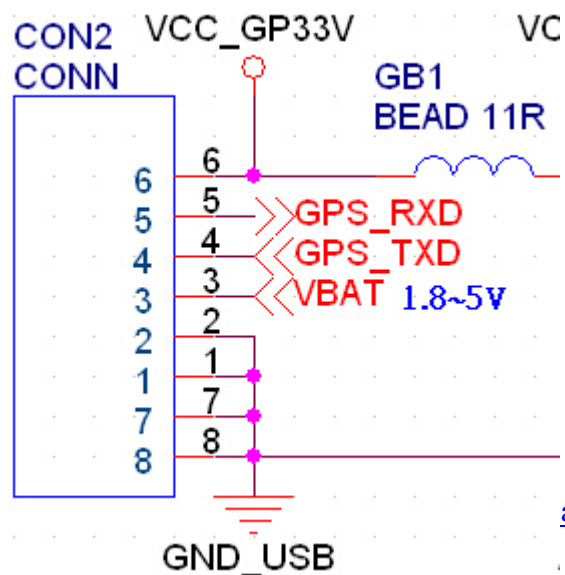 CON2 VCC_GP33V VC
CONN GB1
BEAD 11R
6 6
5 5 GPS_RXD
4 4 GPS_TXD
3 3 VBAT 1.8~5V
2 2
1 1
7 7
8 8
GND_USB